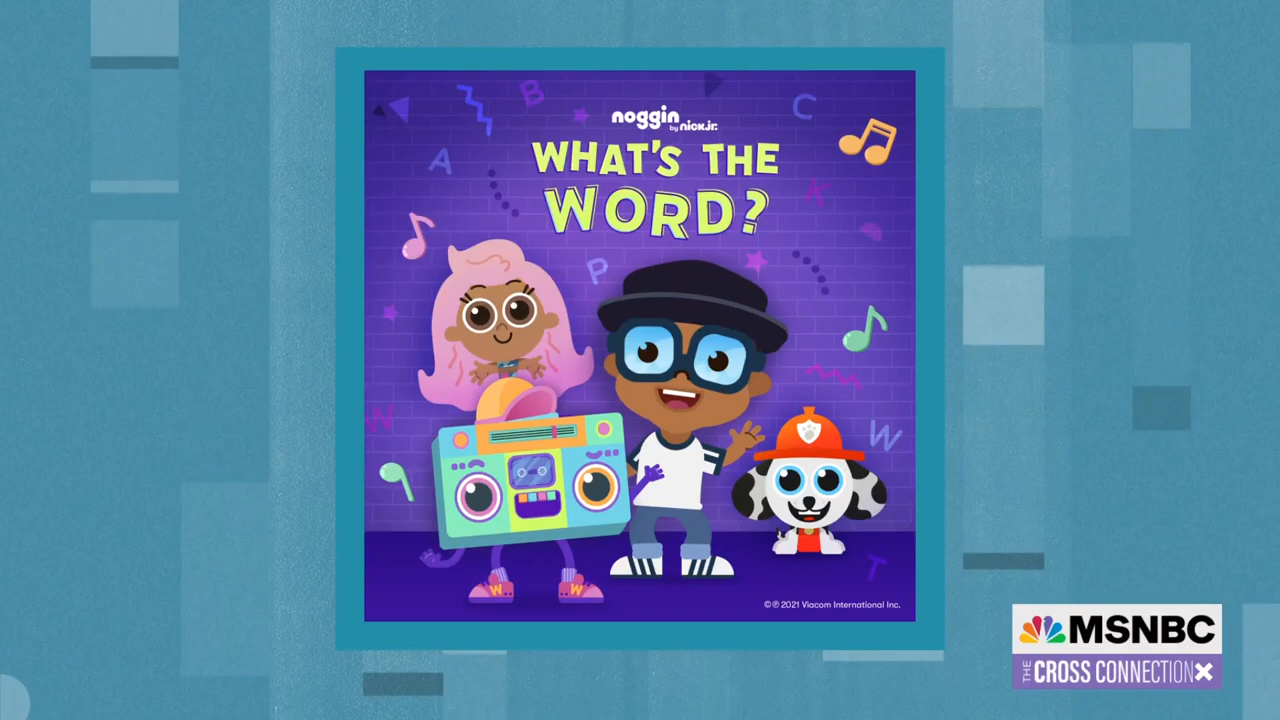 noggin
by nick jr.
WHAT'S THE
WORD?
B
C
A
K
P
W
W
T
W
W
© ℗ 2021 Viacom International Inc.
MSNBC
THE CROSS CONNECTION